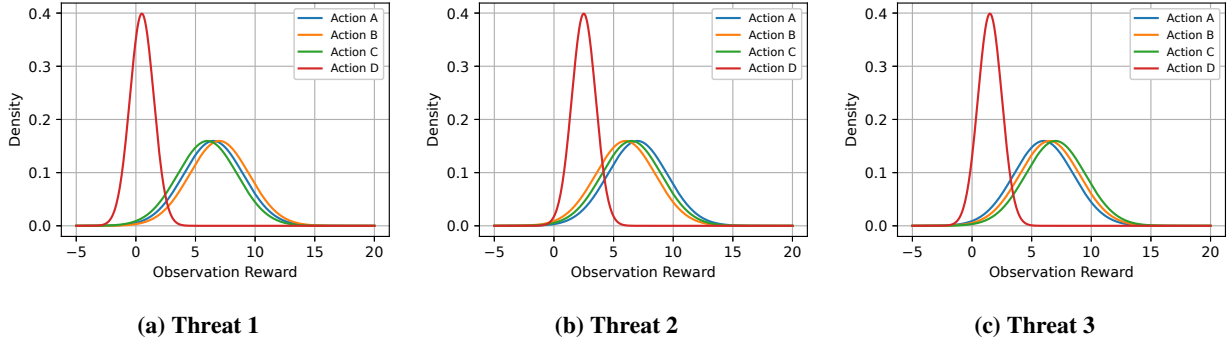 0.4
0.3
0.2
0.1
0.0
Density
−5
0
5
10
15
20
Observation Reward
Action A
Action B
Action C
Action D
(a) Threat 1
0.4
0.3
0.2
0.1
0.0
Density
−5
0
5
10
15
20
Observation Reward
Action A
Action B
Action C
Action D
(b) Threat 2
0.4
0.3
0.2
0.1
0.0
Density
−5
0
5
10
15
20
Observation Reward
Action A
Action B
Action C
Action D
(c) Threat 3